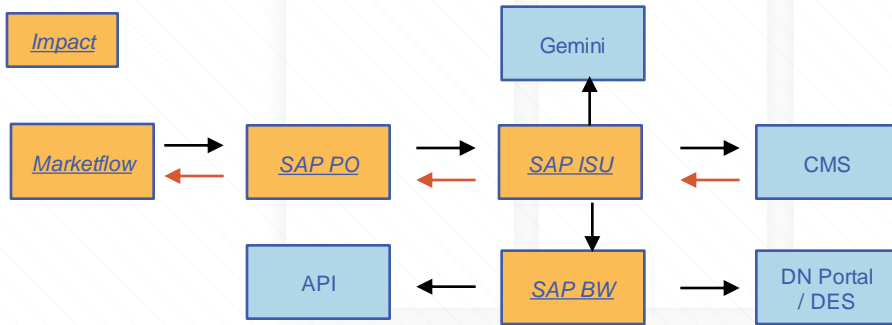 Impact
Gemini
Marketflow
SAP PO
SAP ISU
CMS
API
SAP BW
DN Portal
/ DES